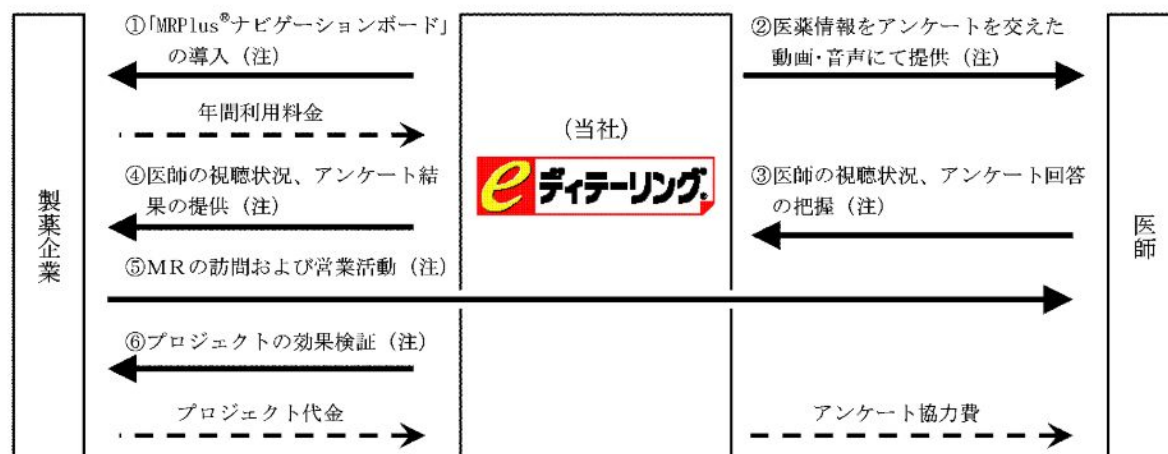 ①「MRPlus®ナビゲーションボード」
の導入（注）
②医薬情報をアンケートを交えた
動画・音声にて提供（注）
年間利用料金
（当社）
eディテーリング®
④医師の視聴状況、アンケート結
果の提供（注）
③医師の視聴状況、アンケート回答
の把握（注）
製薬企業
医師
⑤ＭＲの訪問および営業活動（注）
⑥プロジェクトの効果検証（注）
プロジェクト代金
アンケート協力費